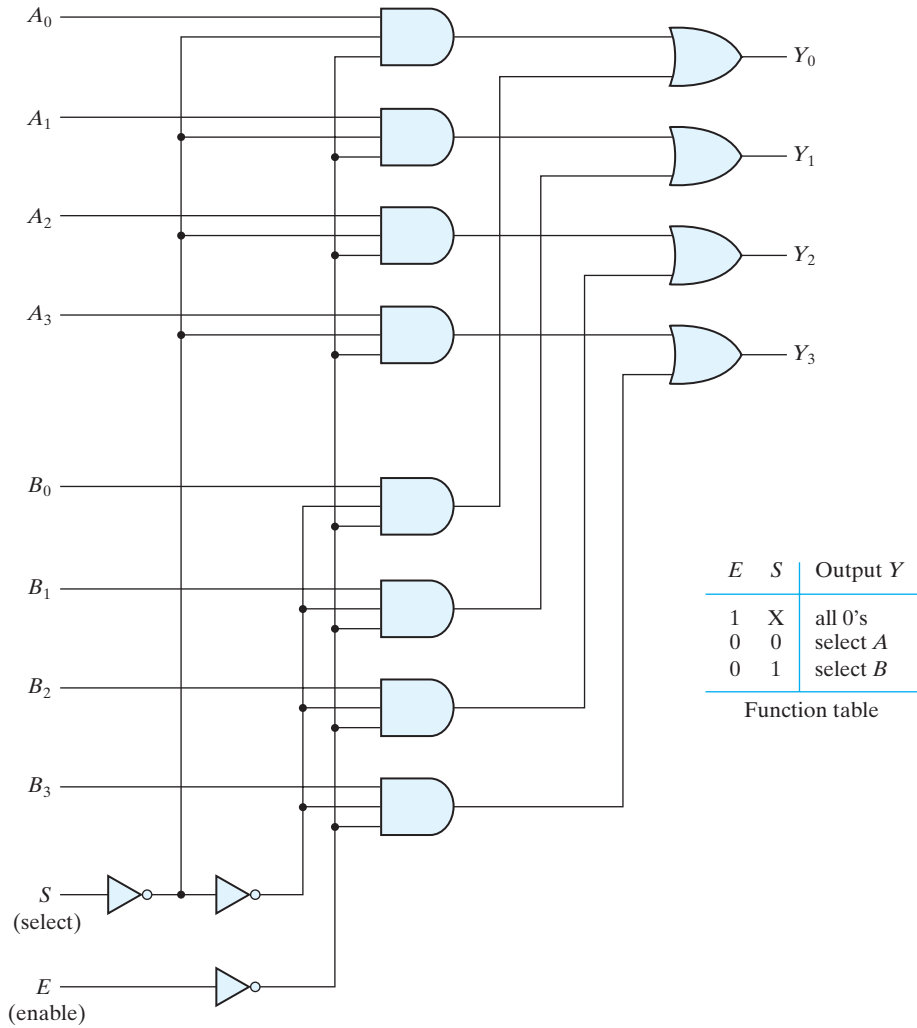 A₀
Y₀
A₁
Y₁
A₂
Y₂
A₃
Y₃
B₀
B₁
B₂
B₃
E S Output Y
1 X all 0's
0 0 select A
0 1 select B
Function table
S
(select)
E
(enable)